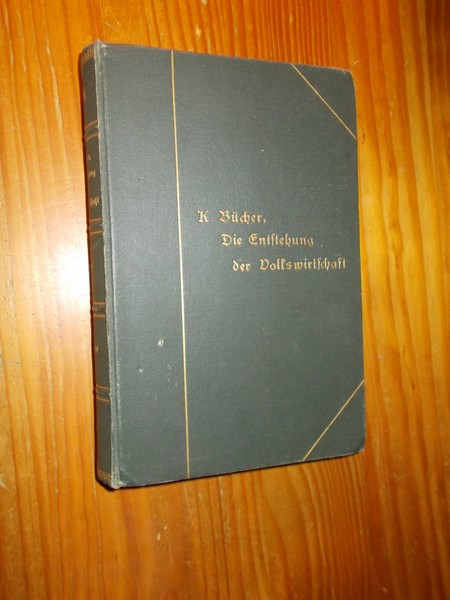 K. Bücher,
Die Entstehung
der Volkswirtschaft